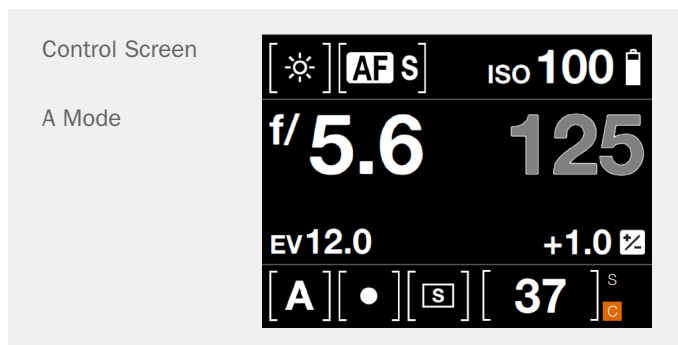 Control Screen
A Mode
AF S ISO 100
f/5.6 125
EV12.0 +1.0
A S 37 S
C